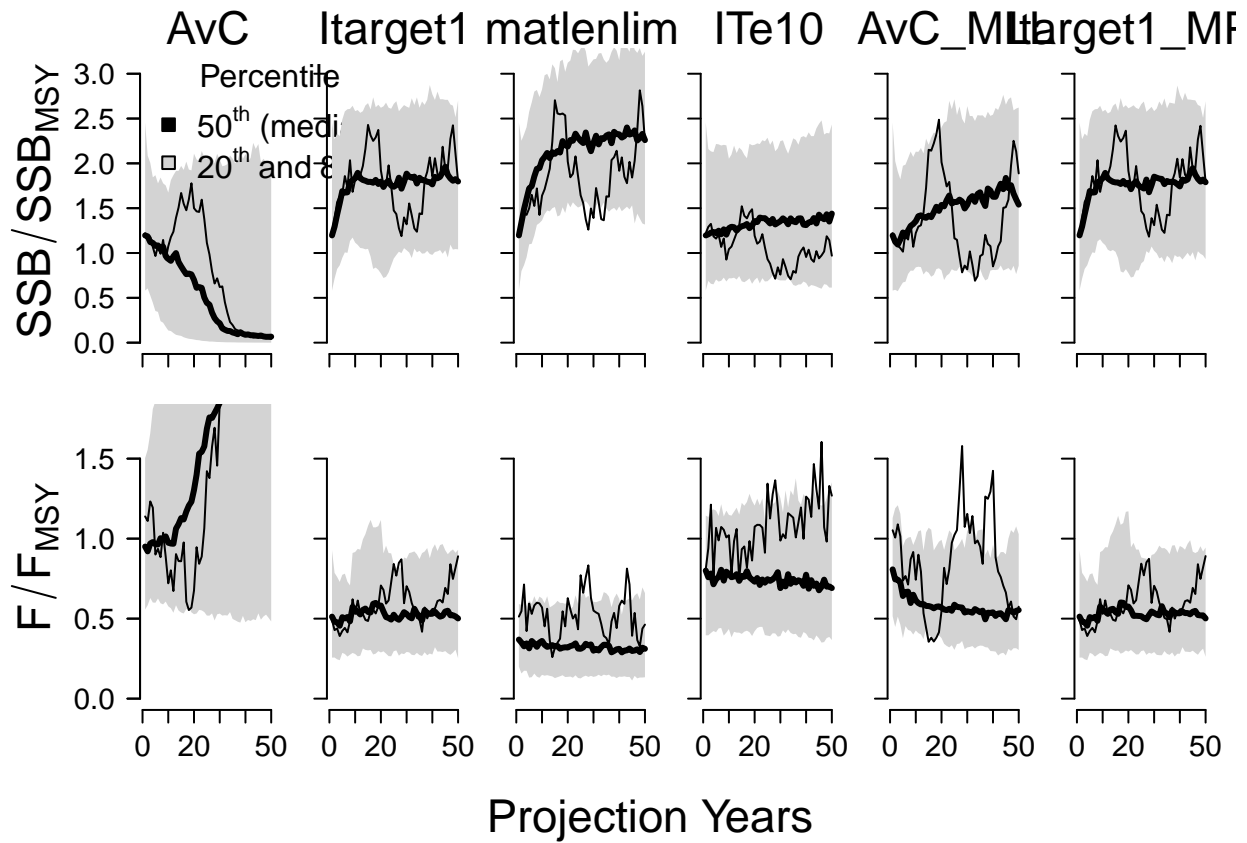 AvC Itarget1 matlenlim ITe10 AvC_ML Itarget1_MP
Percentile
50th (medi
20th and 8
SSB / SSBMSY
3.0
2.5
2.0
1.5
1.0
0.5
0.0
F / FMSY
1.5
1.0
0.5
0.0
0 20 50 0 20 50 0 20 50 0 20 50 0 20 50 0 20 50
Projection Years